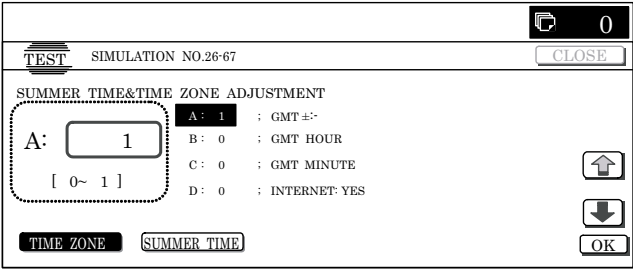 0
TEST SIMULATION NO.26-67 CLOSE
SUMMER TIME&TIME ZONE ADJUSTMENT
A: 1 [ 0~ 1 ]
A : 1 ; GMT ±:-
B : 0 ; GMT HOUR
C : 0 ; GMT MINUTE
D : 0 ; INTERNET: YES
TIME ZONE SUMMER TIME OK